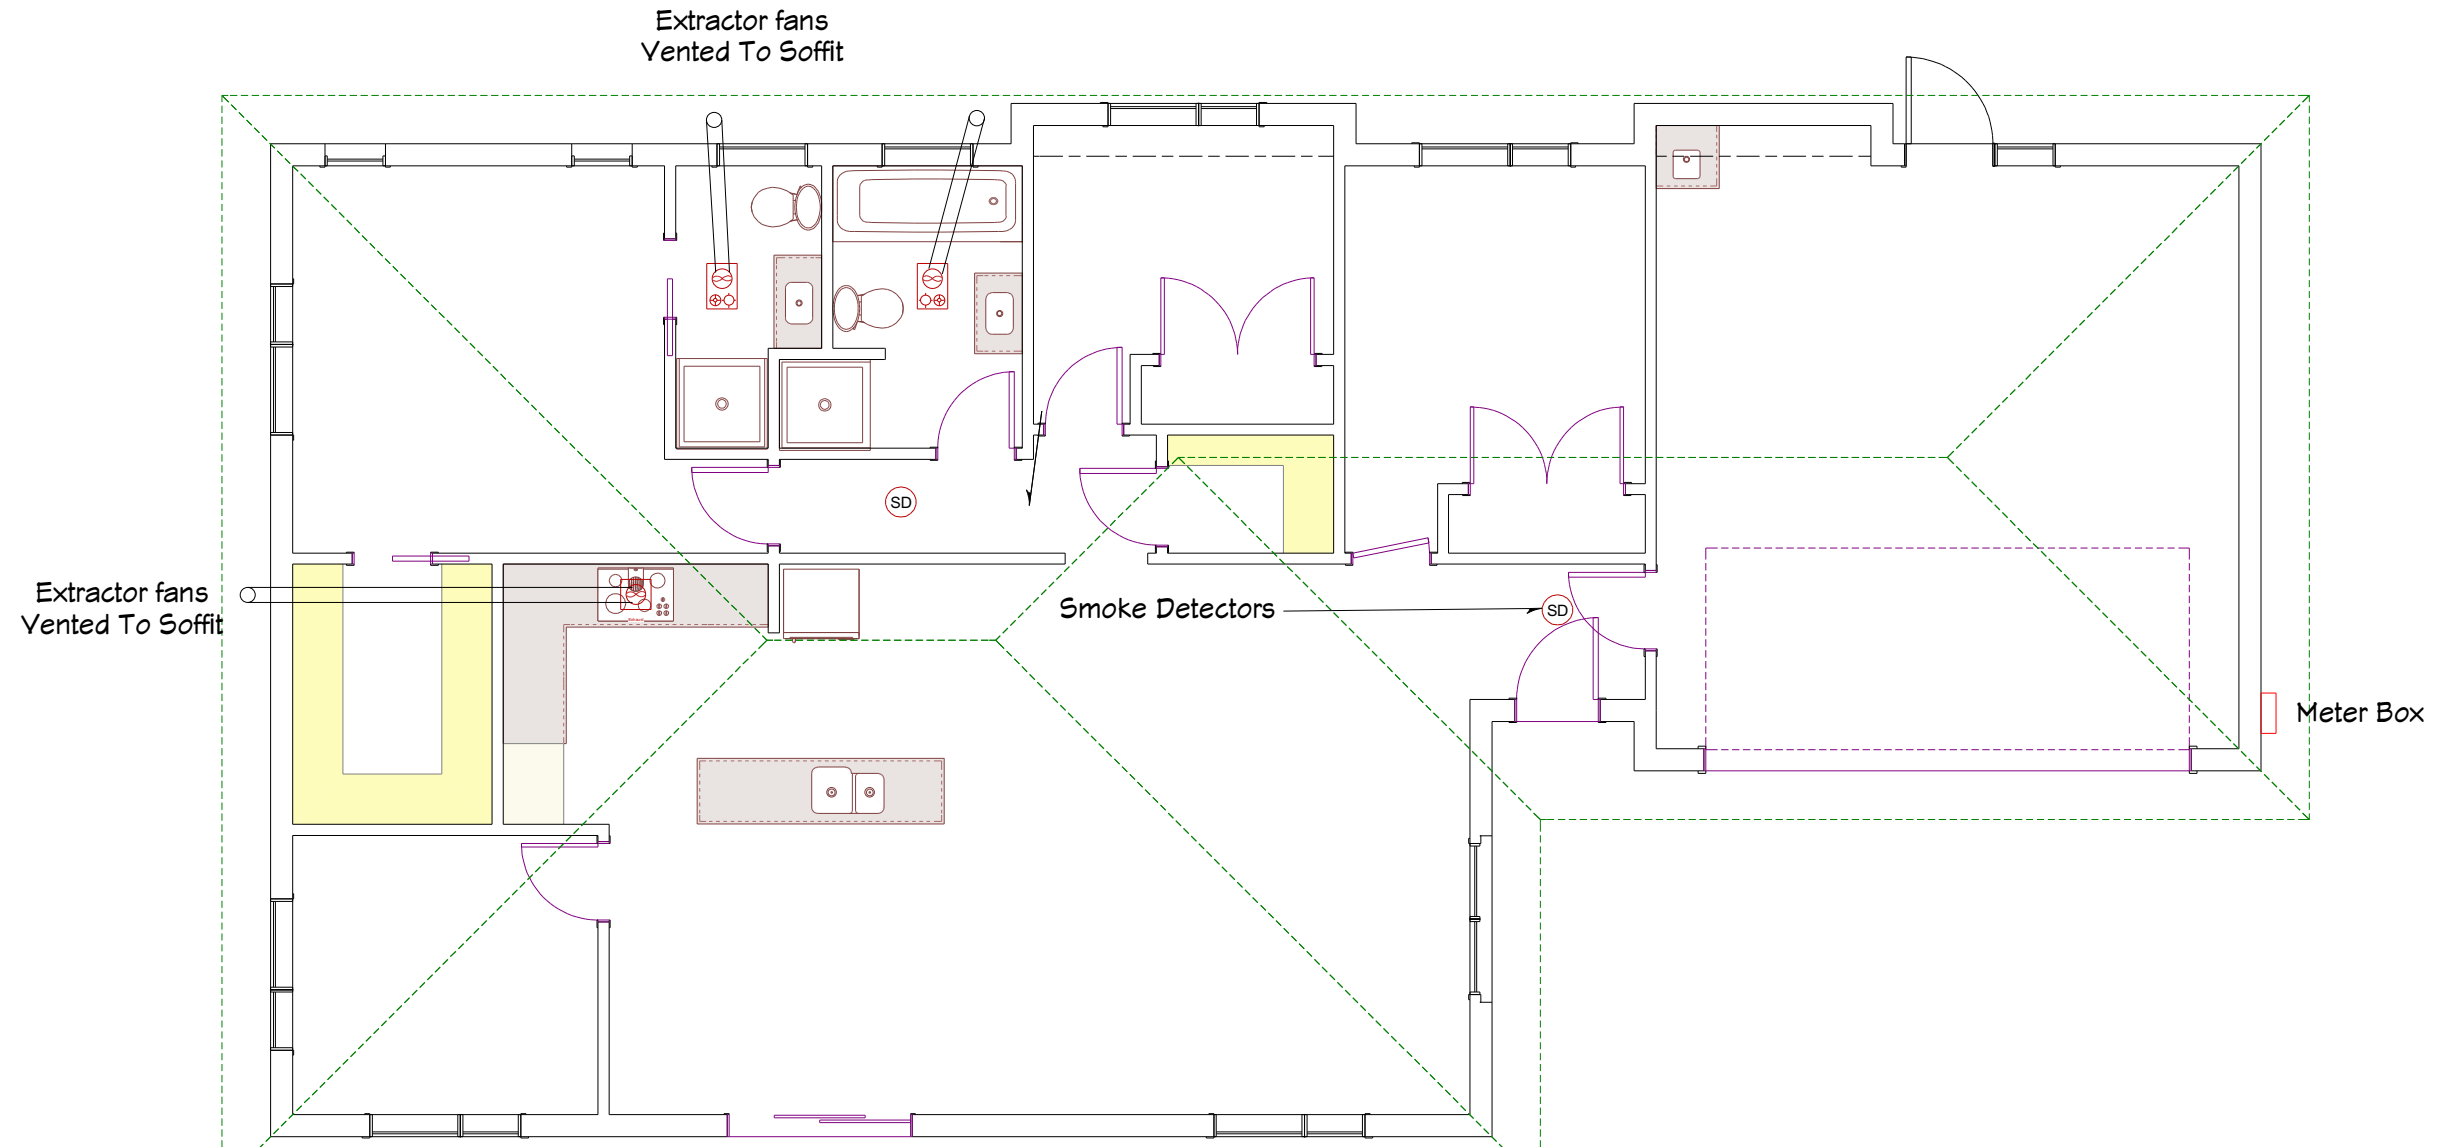 Extractor fans
Vented To Soffit
SD
Extractor fans
Vented To Soffit
Smoke Detectors
SD
Meter Box